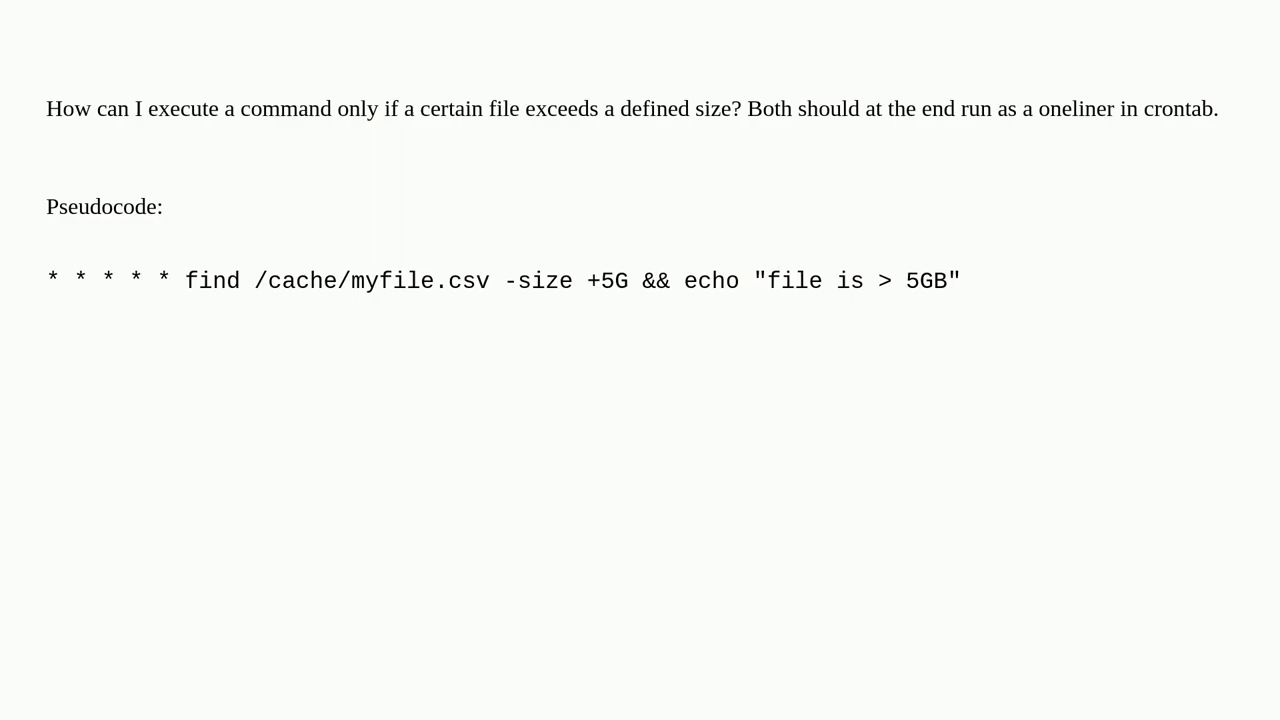 How can I execute a command only if a certain file exceeds a defined size? Both should at the end run as a oneliner in crontab.
Pseudocode:
* * * * * find /cache/myfile.csv -size +5G && echo "file is > 5GB"